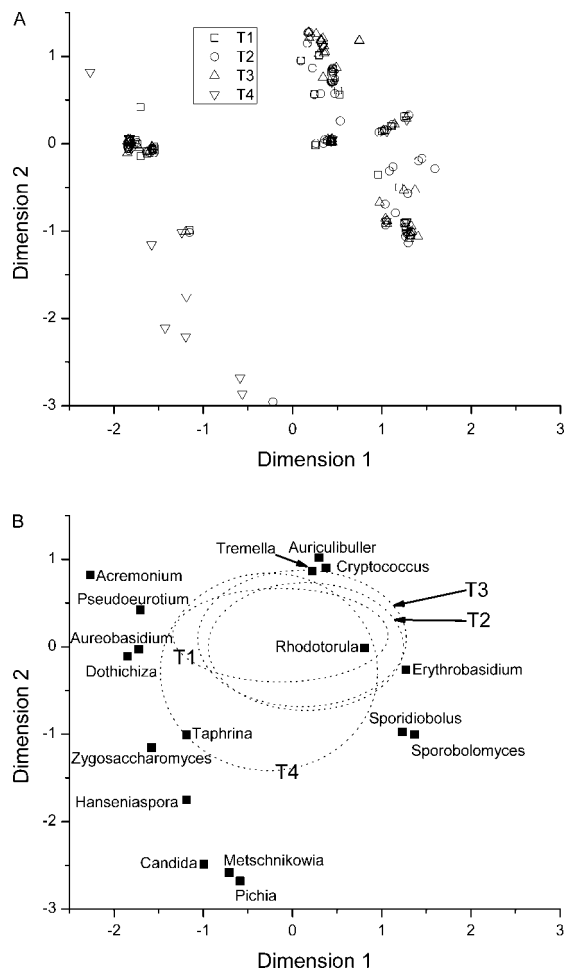 A
T1
T2
T3
T4
1
0
-1
-2
-3
Dimension 2
-2 -1 0 1 2 3
Dimension 1
B
Auriculibuller
Tremella
Cryptococcus
Acremonium
T3
Pseudoeurotium
T2
Aureobasidium
T1
Rhodotorula
Dothichiza
Erythrobasidium
Sporidiobolus
Taphrina
Sporobolomyces
Zygosaccharomyces
T4
Hanseniaspora
Candida
Metschnikowia
Pichia
1
0
-1
-2
-3
Dimension 2
-2 -1 0 1 2 3
Dimension 1